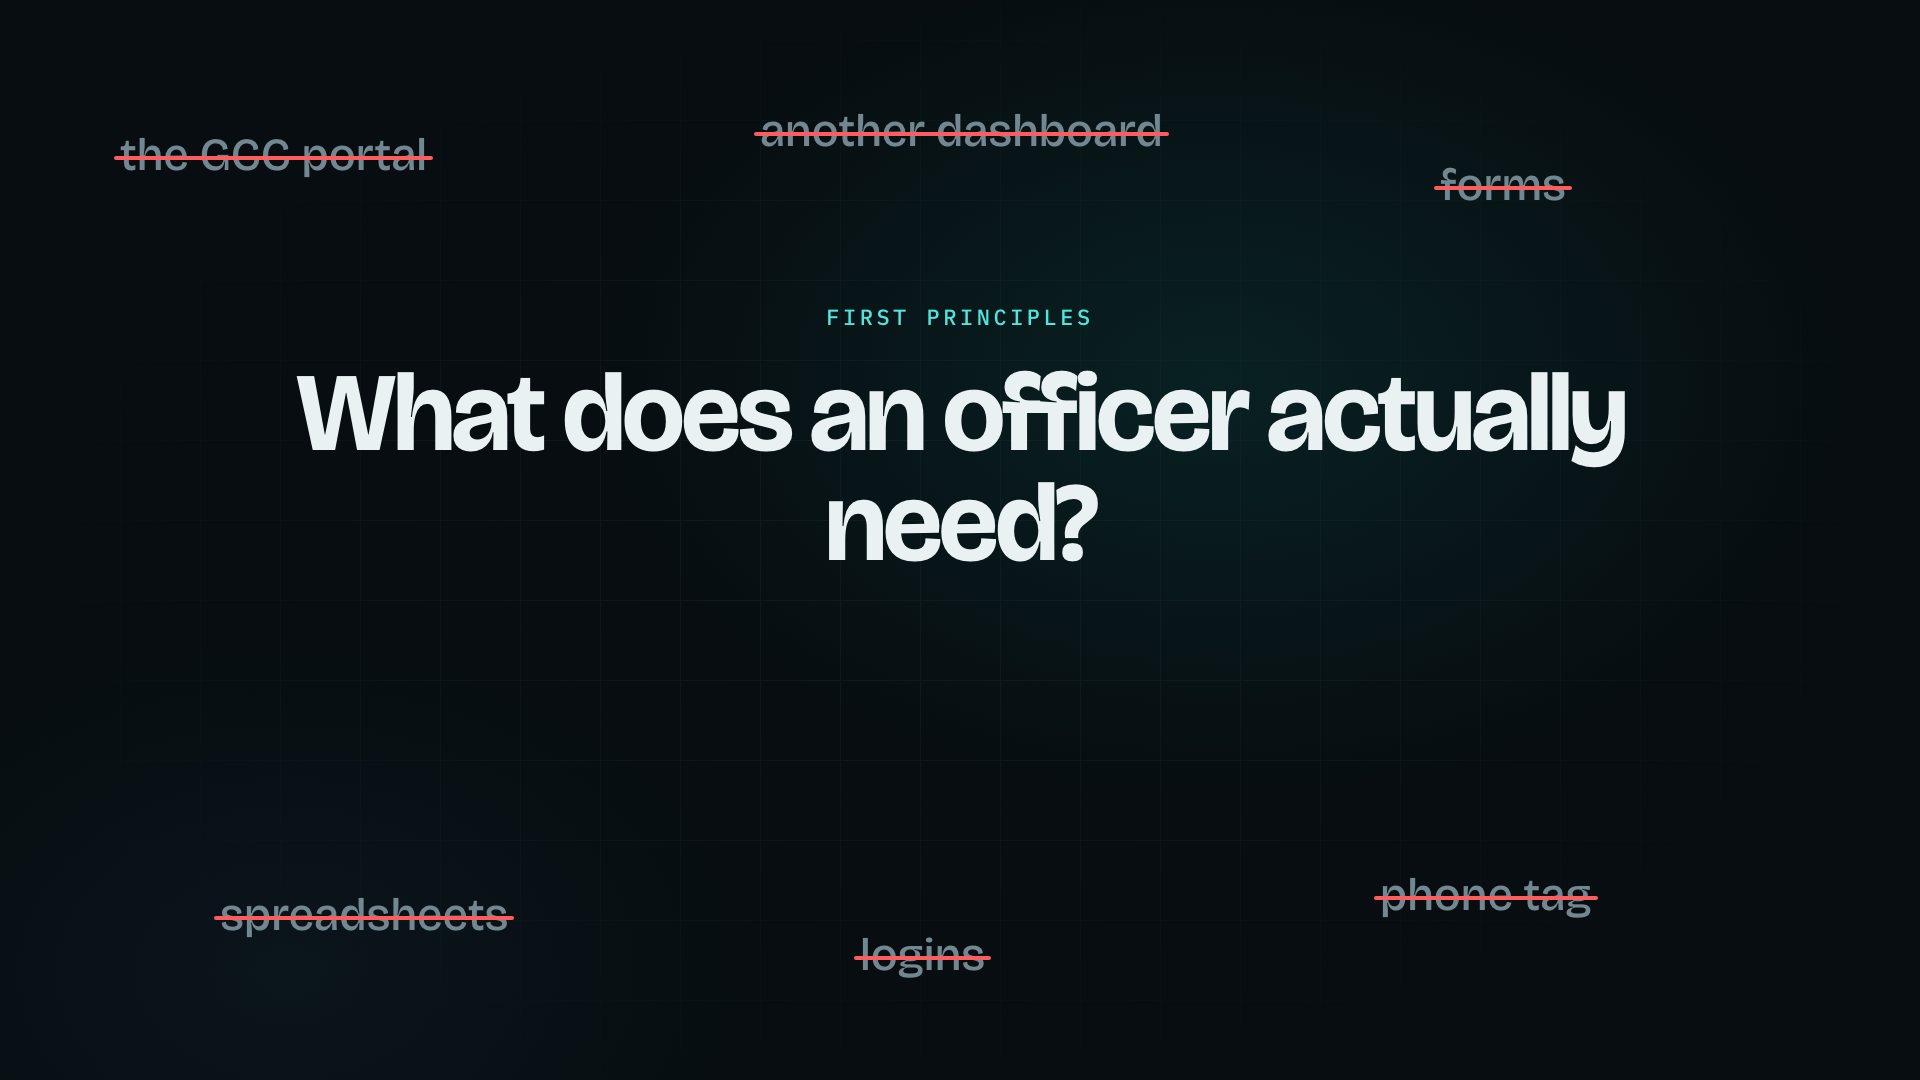 the GCC portal
another dashboard
forms
FIRST PRINCIPLES
What does an officer actually
need?
spreadsheets
logins
phone tag